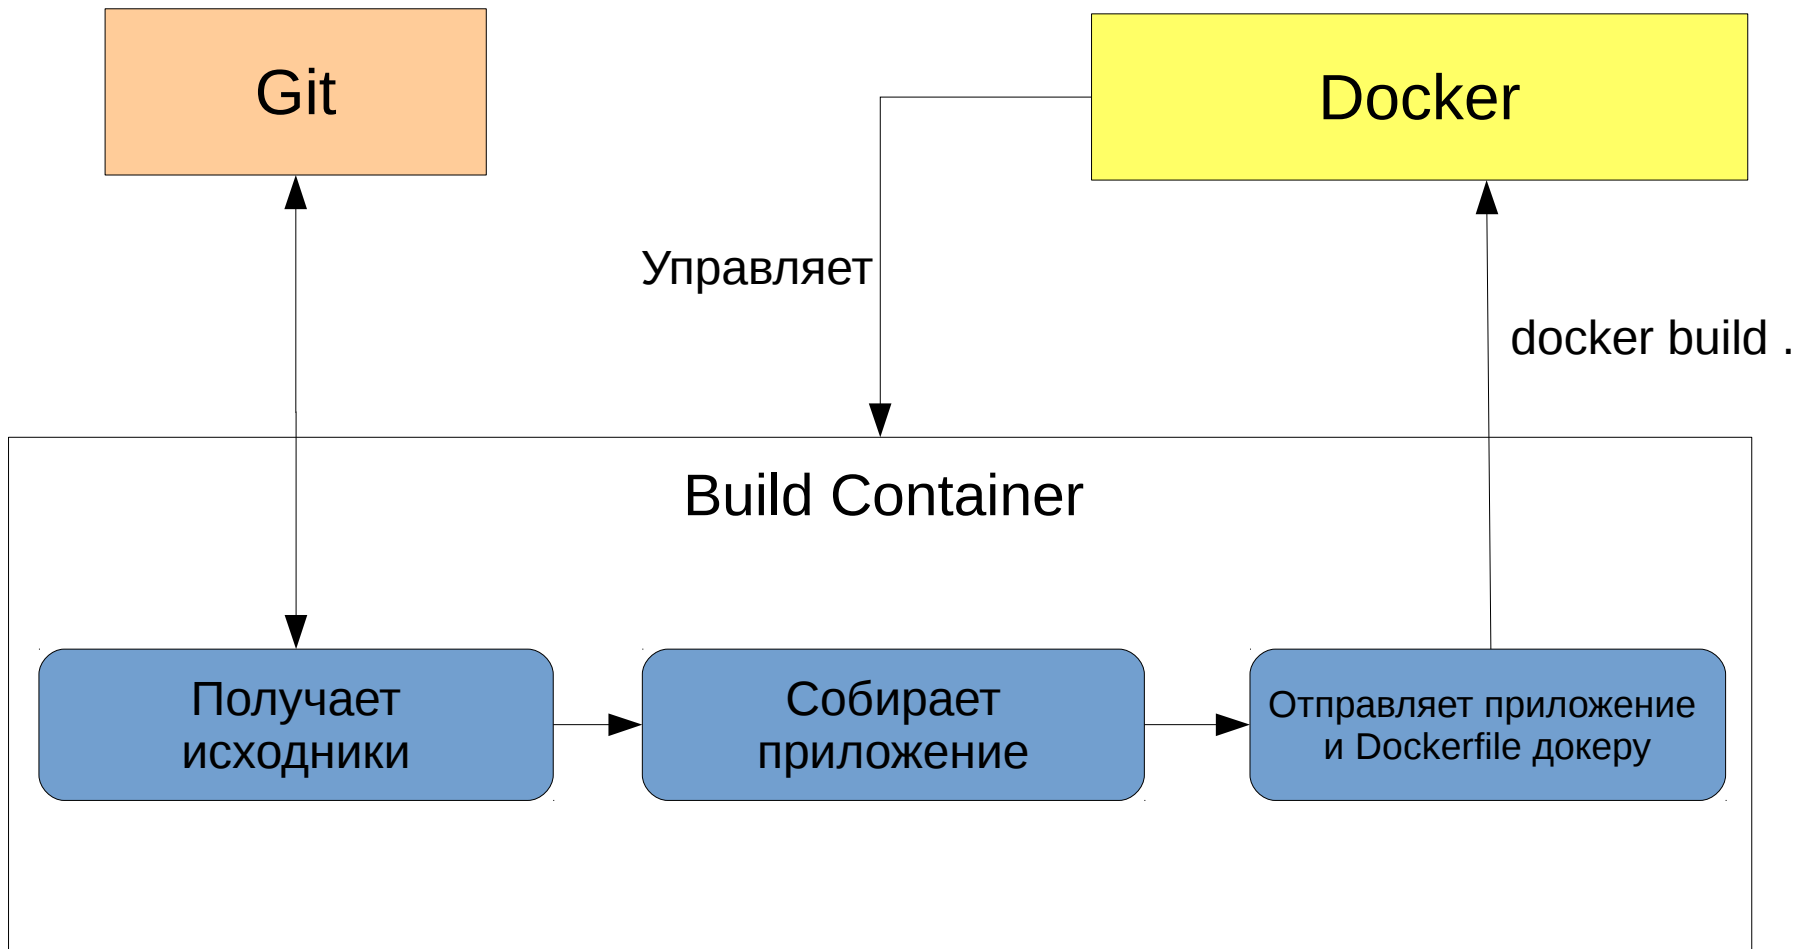 Git
Docker
Управляет
docker build .
Build Container
Получает
исходники
Собирает
приложение
Отправляет приложение
и Dockerfile докеру